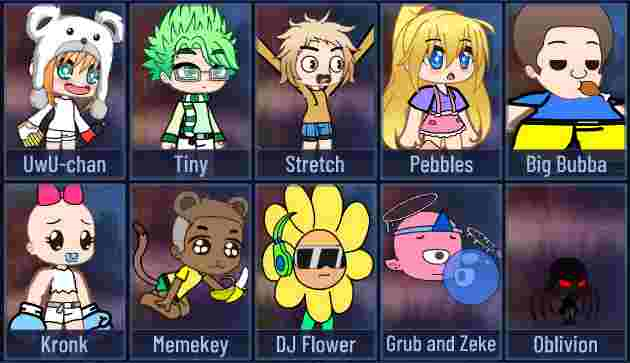 UwU-chan
Tiny
Stretch
Pebbles
Big Bubba
Kronk
Memekey
DJ Flower
Grub and Zeke
Oblivion